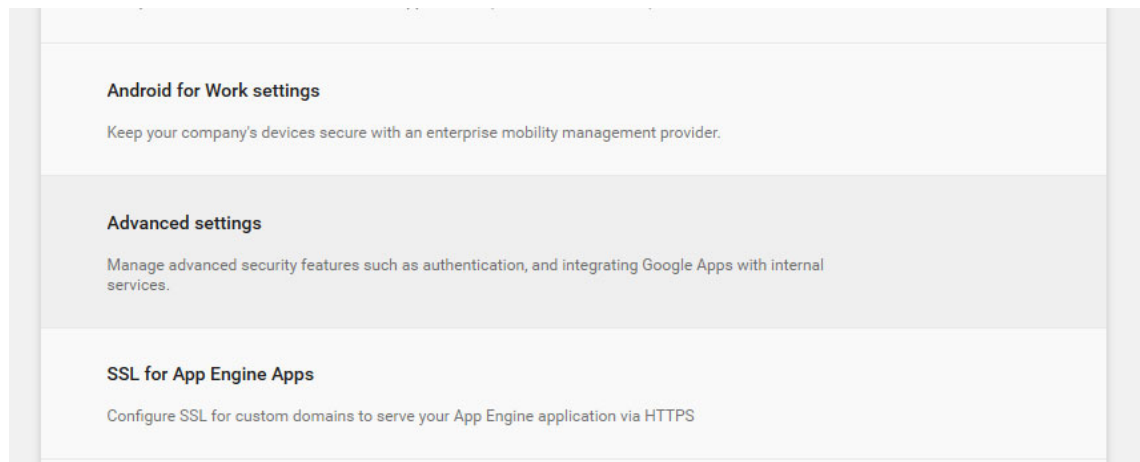 Android for Work settings
Keep your company's devices secure with an enterprise mobility management provider.
Advanced settings
Manage advanced security features such as authentication, and integrating Google Apps with internal
services.
SSL for App Engine Apps
Configure SSL for custom domains to serve your App Engine application via HTTPS